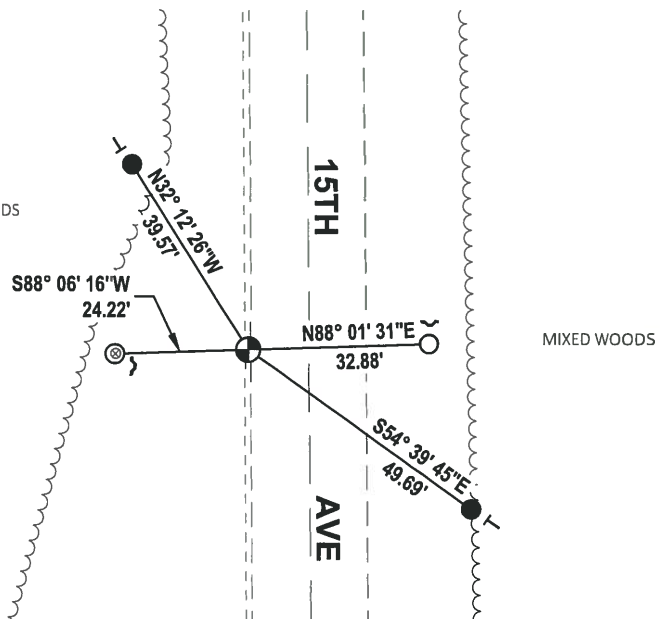 15TH
N32° 12' 26"W
39.57'
DS
S88° 06' 16"W
24.22'
N88° 01' 31"E
32.88'
MIXED WOODS
S54° 39' 45"E
49.69'
AVE